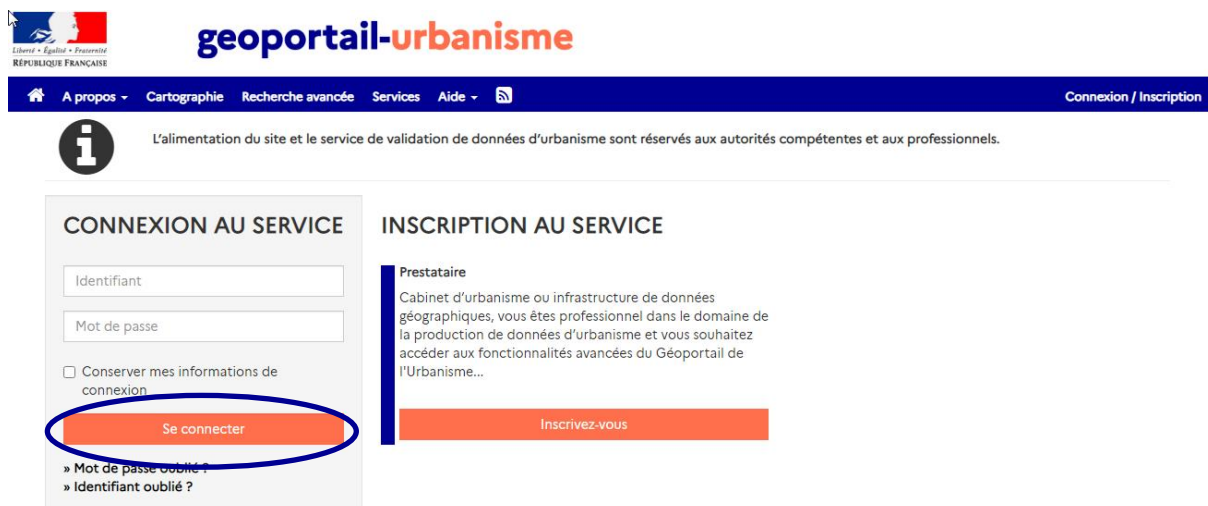 Liberté • Égalité • Fraternité
RÉPUBLIQUE FRANÇAISE
geoportail-urbanisme
A propos
Cartographie
Recherche avancée
Services
Aide
Connexion / Inscription
L'alimentation du site et le service de validation de données d'urbanisme sont réservés aux autorités compétentes et aux professionnels.
CONNEXION AU SERVICE
Identifiant
Mot de passe
Conserver mes informations de
connexion
Se connecter
» Mot de passe oublié ?
» Identifiant oublié ?
INSCRIPTION AU SERVICE
Prestataire
Cabinet d'urbanisme ou infrastructure de données
géographiques, vous êtes professionnel dans le domaine de
la production de données d'urbanisme et vous souhaitez
accéder aux fonctionnalités avancées du Géoportail de
l'Urbanisme...
Inscrivez-vous